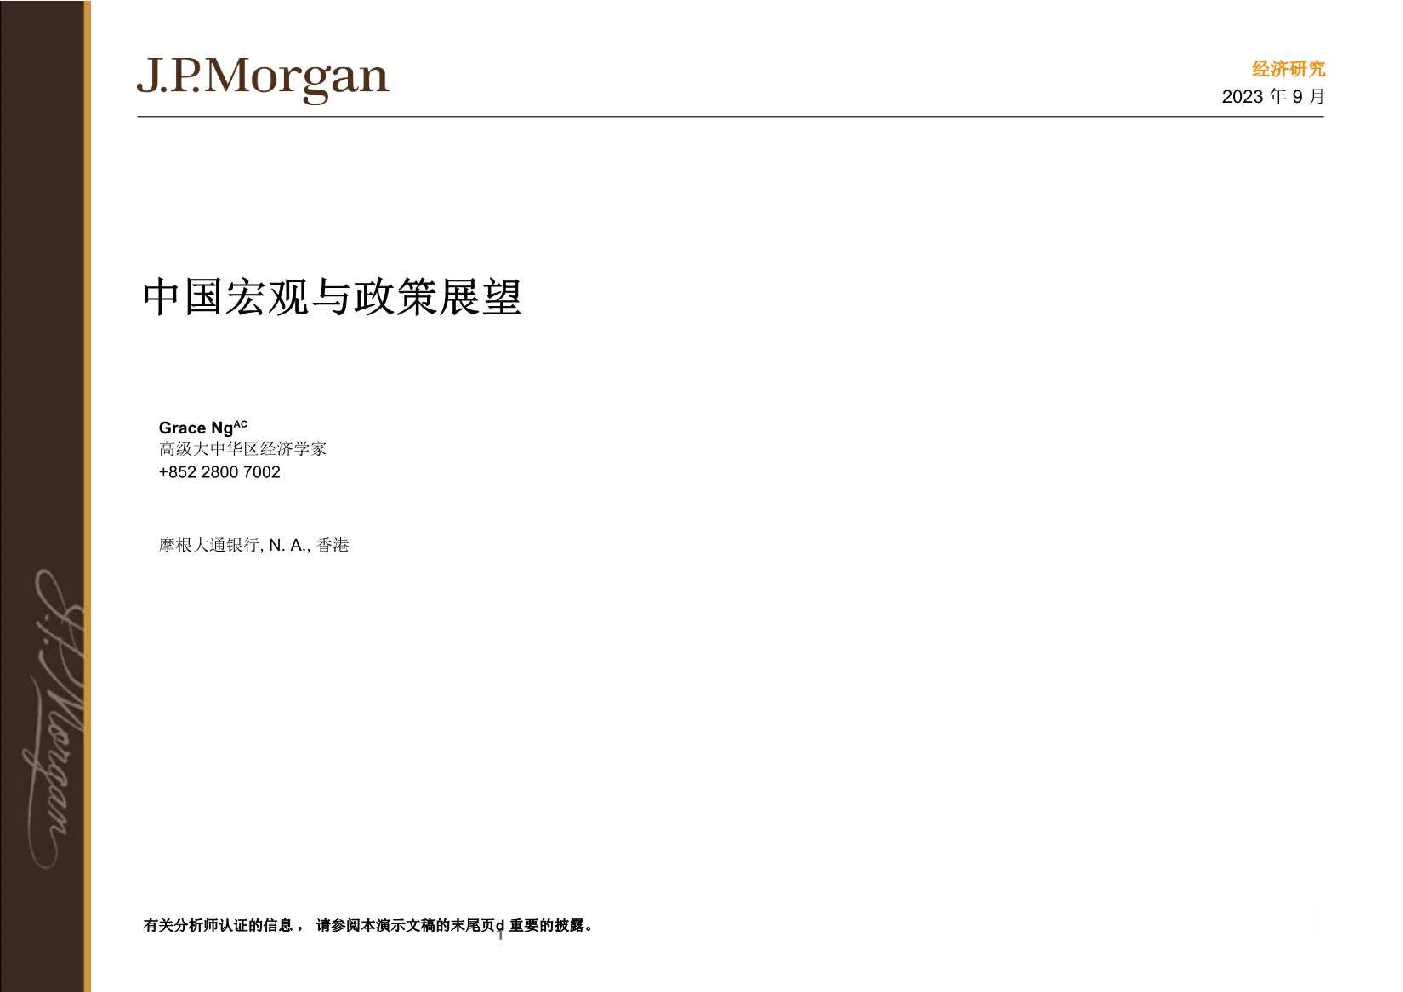 J.P.Morgan
经济研究
2023 年 9 月
中国宏观与政策展望
Grace Ng^AC
高级大中华区经济学家
+852 2800 7002
摩根大通银行, N. A., 香港
J.P.Morgan
有关分析师认证的信息， 请参阅本演示文稿的末尾页d 重要的披露。